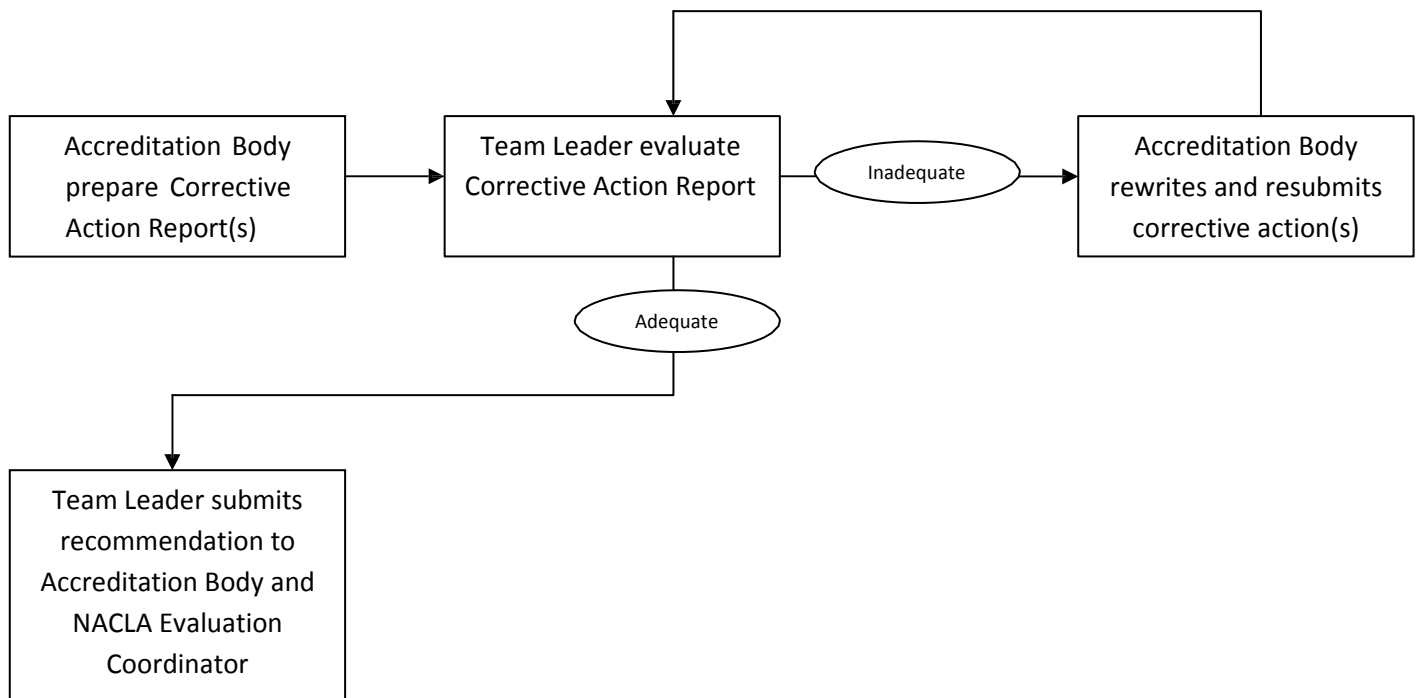 Accreditation Body
prepare Corrective
Action Report(s)
Team Leader evaluate
Corrective Action Report
Inadequate
Accreditation Body
rewrites and resubmits
corrective action(s)
Adequate
Team Leader submits
recommendation to
Accreditation Body and
NACLA Evaluation
Coordinator